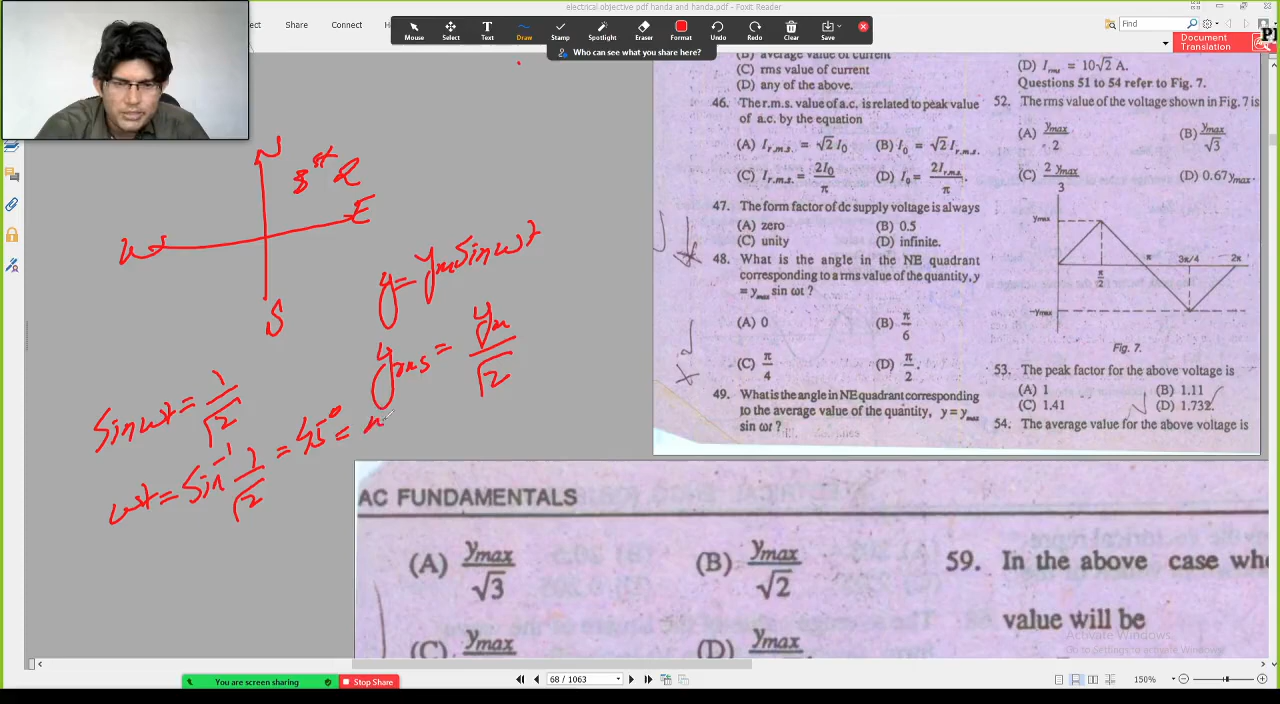 electrical objective pdf handa and handa.pdf - Foxit Reader
Share Connect
Find
Mouse Select Text Draw Stamp Spotlight Eraser Format Undo Redo Clear Save
Who can see what you share here?
Document
Translation
N
1st Q
E
W
S
y = ym sin ωt
yrms = ym/√2
Sin ωt = 1/√2
ωt = Sin⁻¹ 1/√2 = 45° =
(B) average value of current
(C) rms value of current
(D) any of the above.
46. The r.m.s. value of a.c. is related to peak value
of a.c. by the equation
(A) I r.m.s. = √2 I0 (B) I0 = √2 I r.m.s.
(C) I r.m.s. = 2I0/π (D) I0 = 2I r.m.s./π.
47. The form factor of dc supply voltage is always
(A) zero (B) 0.5
(C) unity (D) infinite.
48. What is the angle in the NE quadrant
corresponding to a rms value of the quantity, y
= ymax sin ωt ?
(A) 0 (B) π/6
(C) π/4 (D) π/2.
49. What is the angle in NE quadrant corresponding
to the average value of the quantity, y = ymax
sin ωt ?
(D) Irms = 10√2 A.
Questions 51 to 54 refer to Fig. 7.
52. The rms value of the voltage shown in Fig. 7 is
(A) ymax/2 (B) ymax/√3
(C) 2 ymax/3 (D) 0.67 ymax.
ymax
π/2 π 3π/4 2π
-ymax
Fig. 7.
53. The peak factor for the above voltage is
(A) 1 (B) 1.11
(C) 1.41 (D) 1.732.
54. The average value for the above voltage is
AC FUNDAMENTALS
(A) ymax/√3 (B) ymax/√2
(C) ymax (D) ymax
59. In the above case
value will be
Activate Windows
Go to Settings to activate Windows.
You are screen sharing Stop Share
68 / 1063
150%